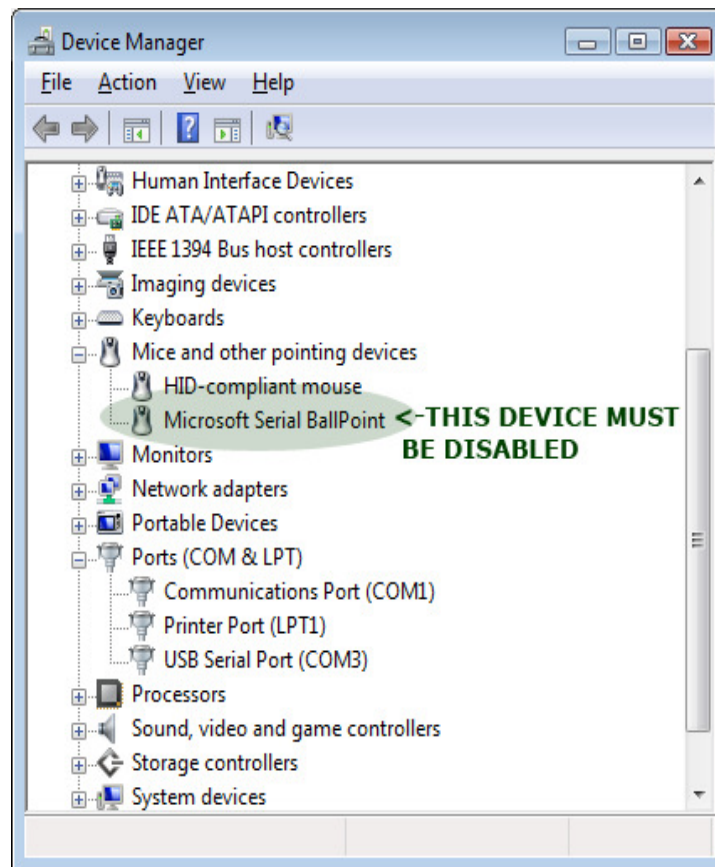 Device Manager
File Action View Help
Human Interface Devices
IDE ATA/ATAPI controllers
IEEE 1394 Bus host controllers
Imaging devices
Keyboards
Mice and other pointing devices
HID-compliant mouse
Microsoft Serial BallPoint <-THIS DEVICE MUST
BE DISABLED
Monitors
Network adapters
Portable Devices
Ports (COM & LPT)
Communications Port (COM1)
Printer Port (LPT1)
USB Serial Port (COM3)
Processors
Sound, video and game controllers
Storage controllers
System devices